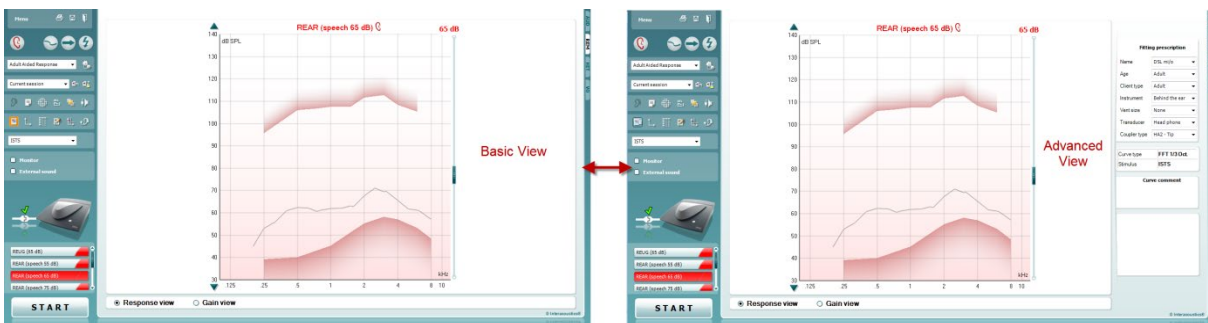 Menu
Adult Aided Response
Current session
ISTS
Monitor
External sound
REUG (65 dB)
REAR (speech 55 dB)
REAR (speech 65 dB)
REAR (speech 75 dB)
START
REAR (speech 65 dB)
65 dB
dB SPL
140
130
120
110
100
90
80
70
60
50
40
30
.125
.25
.5
1
2
4
8
10
kHz
Response view
Gain view
Basic View
Menu
Adult Aided Response
Current session
ISTS
Monitor
External sound
REUG (65 dB)
REAR (speech 55 dB)
REAR (speech 65 dB)
REAR (speech 75 dB)
START
REAR (speech 65 dB)
65 dB
dB SPL
140
130
120
110
100
90
80
70
60
50
40
30
.125
.25
.5
1
2
4
8
10
kHz
Response view
Gain view
Advanced
View
Fitting prescription
Name
Age Adult
Client type Adult
Instrument Behind the ear
Vent size None
Transducer Head phone
Coupler type HA2 - Tip
Curve type FFT 1/3 Oct
Stimulus ISTS
Curve comment